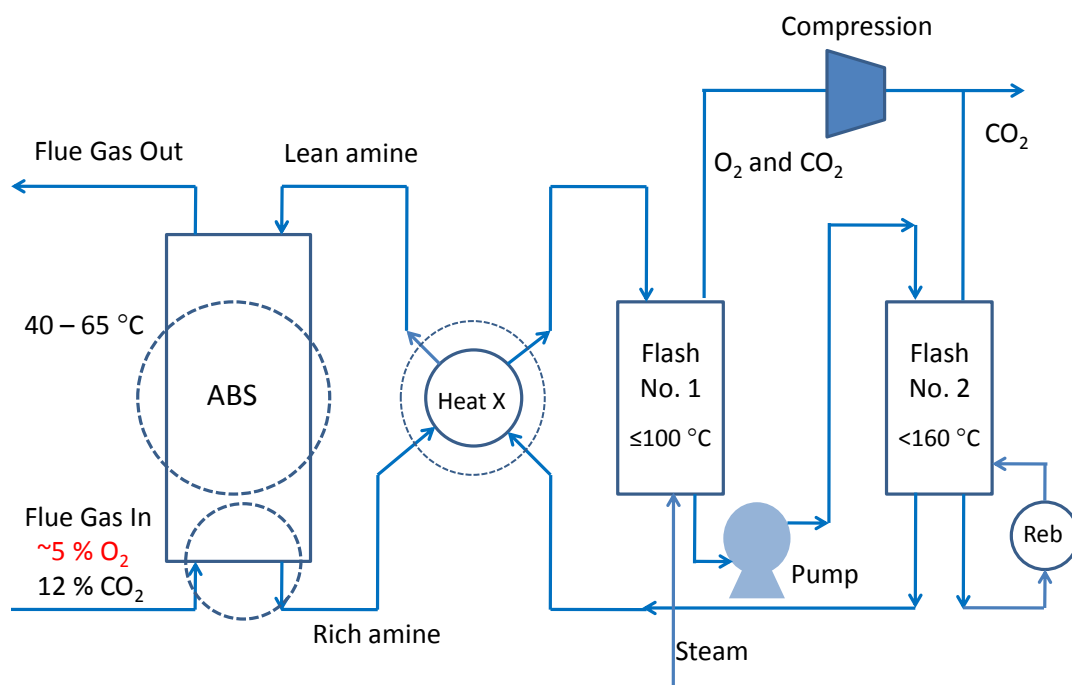 Compression
Flue Gas Out
Lean amine
O₂ and CO₂
CO₂
40 – 65 °C
ABS
Heat X
Flash
No. 1
≤100 °C
Flash
No. 2
<160 °C
Flue Gas In
~5 % O₂
12 % CO₂
Reb
Pump
Rich amine
Steam